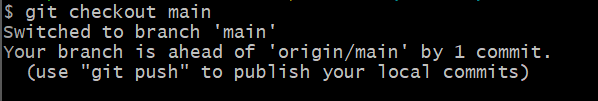 $ git checkout main
Switched to branch 'main'
Your branch is ahead of 'origin/main' by 1 commit.
  (use "git push" to publish your local commits)